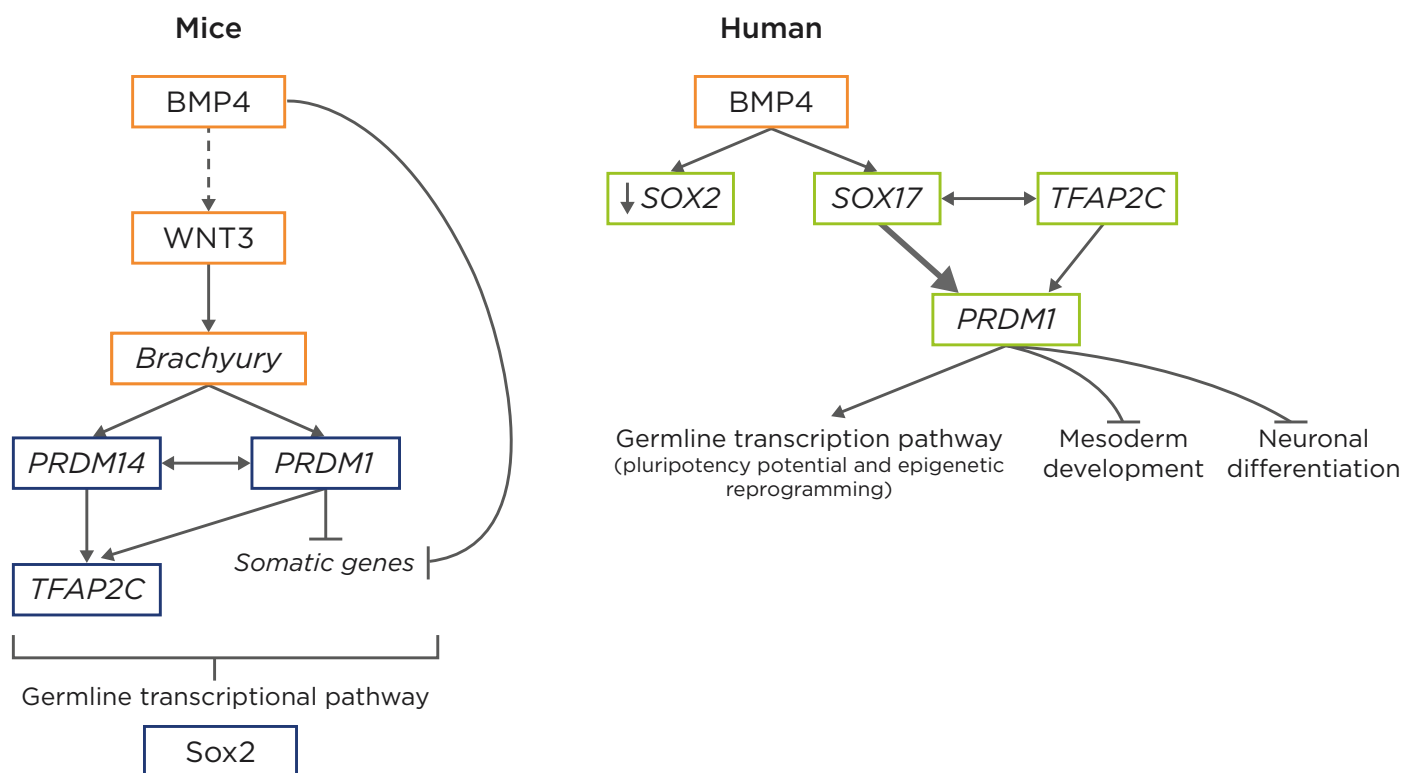 Mice
BMP4
WNT3
Brachyury
PRDM14
PRDM1
Somatic genes
TFAP2C
Germline transcriptional pathway
Sox2
Human
BMP4
↓ SOX2
SOX17
TFAP2C
PRDM1
Germline transcription pathway
(pluripotency potential and epigenetic
reprogramming)
Mesoderm
development
Neuronal
differentiation